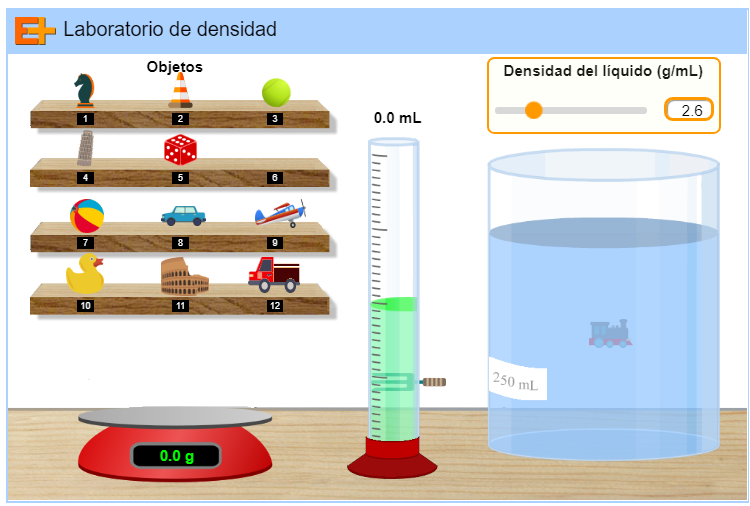 E+ Laboratorio de densidad
Objetos
Densidad del líquido (g/mL)
2.6
0.0 mL
1 2 3
4 5 6
7 8 9
10 11 12
250 mL
0.0 g